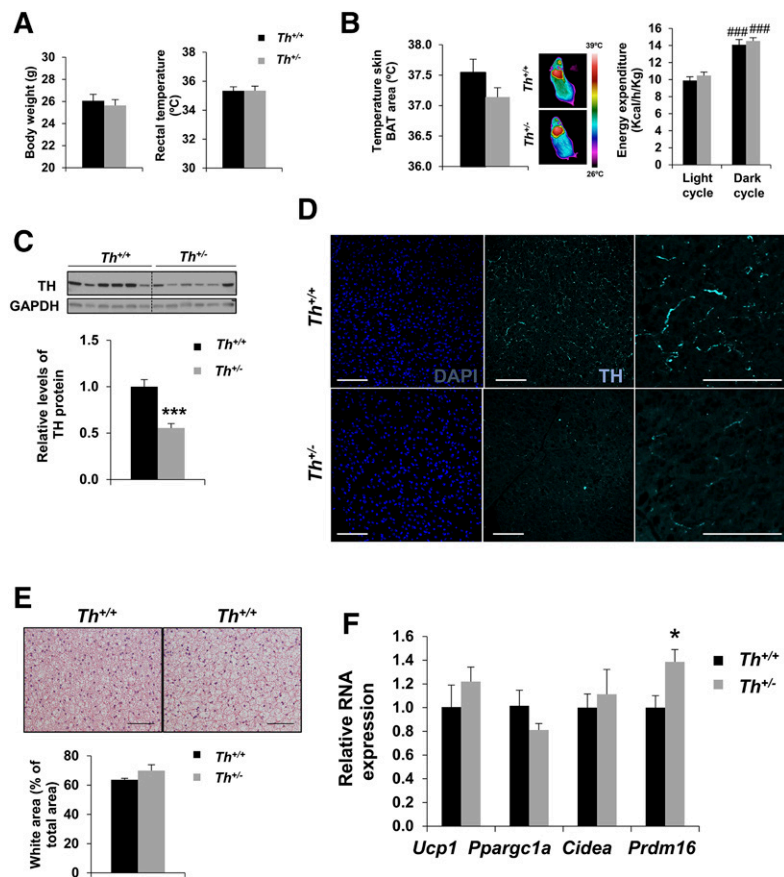 A
Th+/+
Th+/-
Body weight (g)
30
28
26
24
22
20
Rectal temperature
(ºC)
40
38
36
34
32
30
B
Temperature skin
BAT area (ºC)
38.0
37.5
37.0
36.5
36.0
Th+/+
Th+/-
39ºC
26ºC
Energy expenditure
(Kcal/h/Kg)
16
14
12
10
8
6
4
2
0
### ###
Light
cycle
Dark
cycle
C
Th+/+ Th+/-
TH
GAPDH
Relative levels of
TH protein
1.5
1.0
0.5
0.0
***
Th+/+
Th+/-
D
Th+/+
DAPI
TH
Th+/-
E
Th+/+ Th+/+
White area (% of
total area)
80
60
40
20
0
Th+/+
Th+/-
F
Relative RNA
expression
1.6
1.4
1.2
1.0
0.8
0.6
0.4
0.2
0.0
*
Th+/+
Th+/-
Ucp1 Ppargc1a Cidea Prdm16